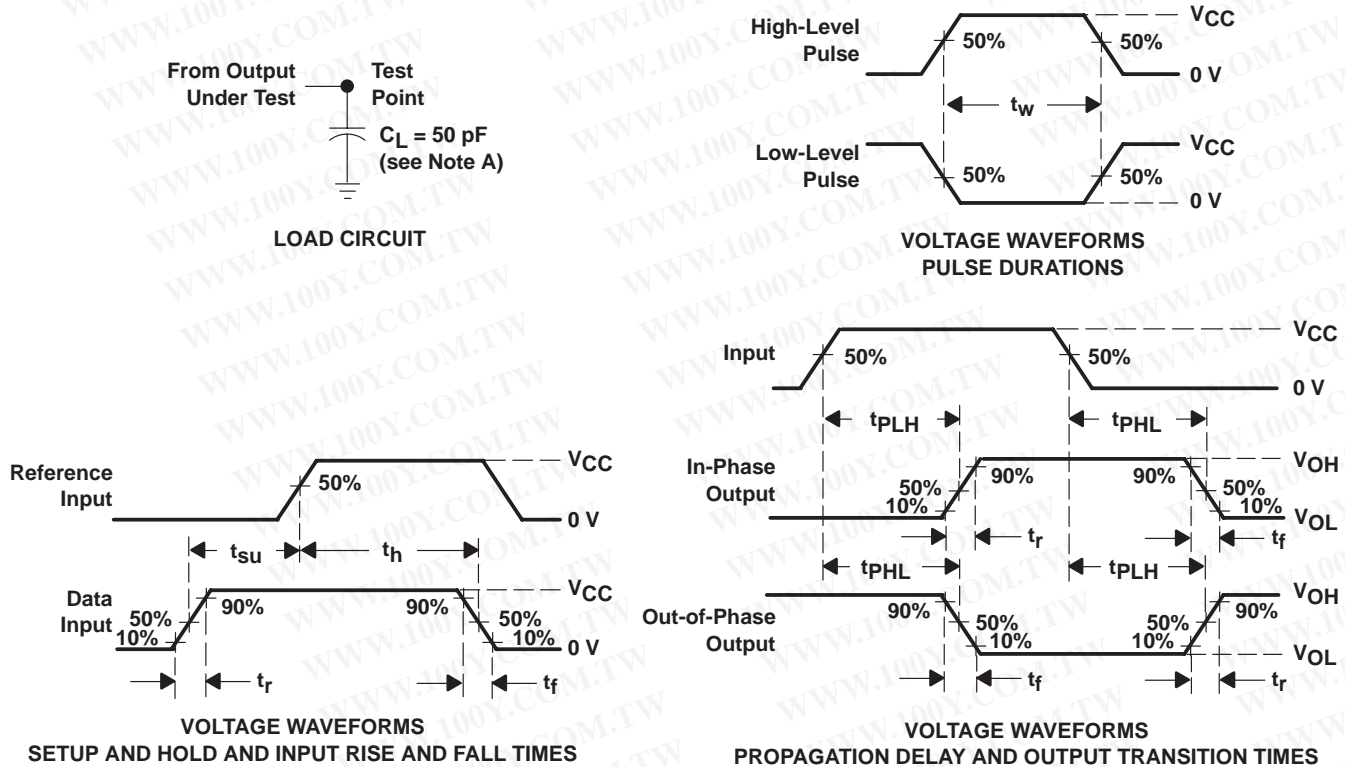 From Output
Under Test
Test
Point
CL = 50 pF
(see Note A)
LOAD CIRCUIT
High-Level
Pulse
50%
50%
VCC
0 V
tw
Low-Level
Pulse
50%
50%
VCC
0 V
VOLTAGE WAVEFORMS
PULSE DURATIONS
Reference
Input
50%
VCC
0 V
tsu
th
Data
Input
50%
10%
90%
90%
VCC
50%
10%
0 V
tr
tf
VOLTAGE WAVEFORMS
SETUP AND HOLD AND INPUT RISE AND FALL TIMES
Input
50%
50%
VCC
0 V
tPLH
tPHL
In-Phase
Output
50%
10%
90%
90%
VOH
50%
10%
VOL
tr
tf
tPHL
tPLH
Out-of-Phase
Output
90%
50%
10%
10%
50%
90%
VOH
VOL
tf
tr
VOLTAGE WAVEFORMS
PROPAGATION DELAY AND OUTPUT TRANSITION TIMES
WWW.100Y.COM.TW